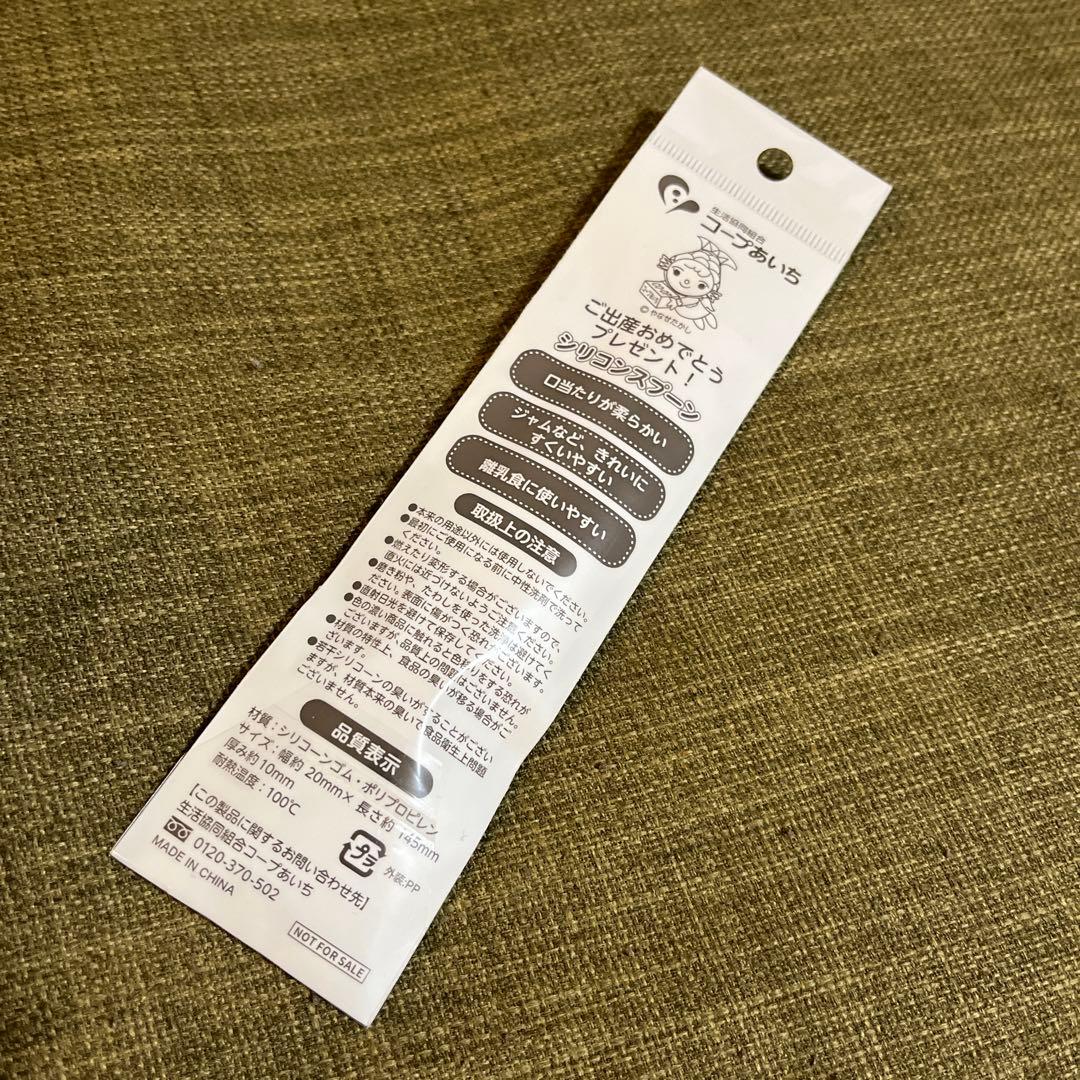 生活協同組合
コープあいち
© やなせたかし
ご出産おめでとう
プレゼント!
シリコンスプーン
口当たりが柔らかい
ジャムなど、きれいに
すくいやすい
離乳食に使いやすい
取扱上の注意
●本来の用途以外には使用しないでください。
●最初にご使用になる前に中性洗剤で洗って
ください。
●燃えたり変形する場合がございますので、
直火には近づけないようご注意ください。
●磨き粉や、たわしを使った洗浄は避けてく
ださい。表面に傷がつく恐れがございます。
●直射日光を避けて保存してください。
●色の濃い商品に触れると色移りをする恐れが
ございますが、品質上の問題はございません。
●材質の特性上、食品の臭いが移る場合がご
ざいます。
●若干シリコーンの臭いがすることがござい
ますが、材質本来の臭いで食品衛生上問題
ございません。
品質表示
材質:シリコーンゴム・ポリプロピレン
サイズ:幅約 20mm× 長さ約 145mm
厚み約10mm
耐熱温度:100℃
[この製品に関するお問い合わせ先]
生活協同組合コープあいち
0120-370-502
MADE IN CHINA
プラ
外装:PP
NOT FOR SALE